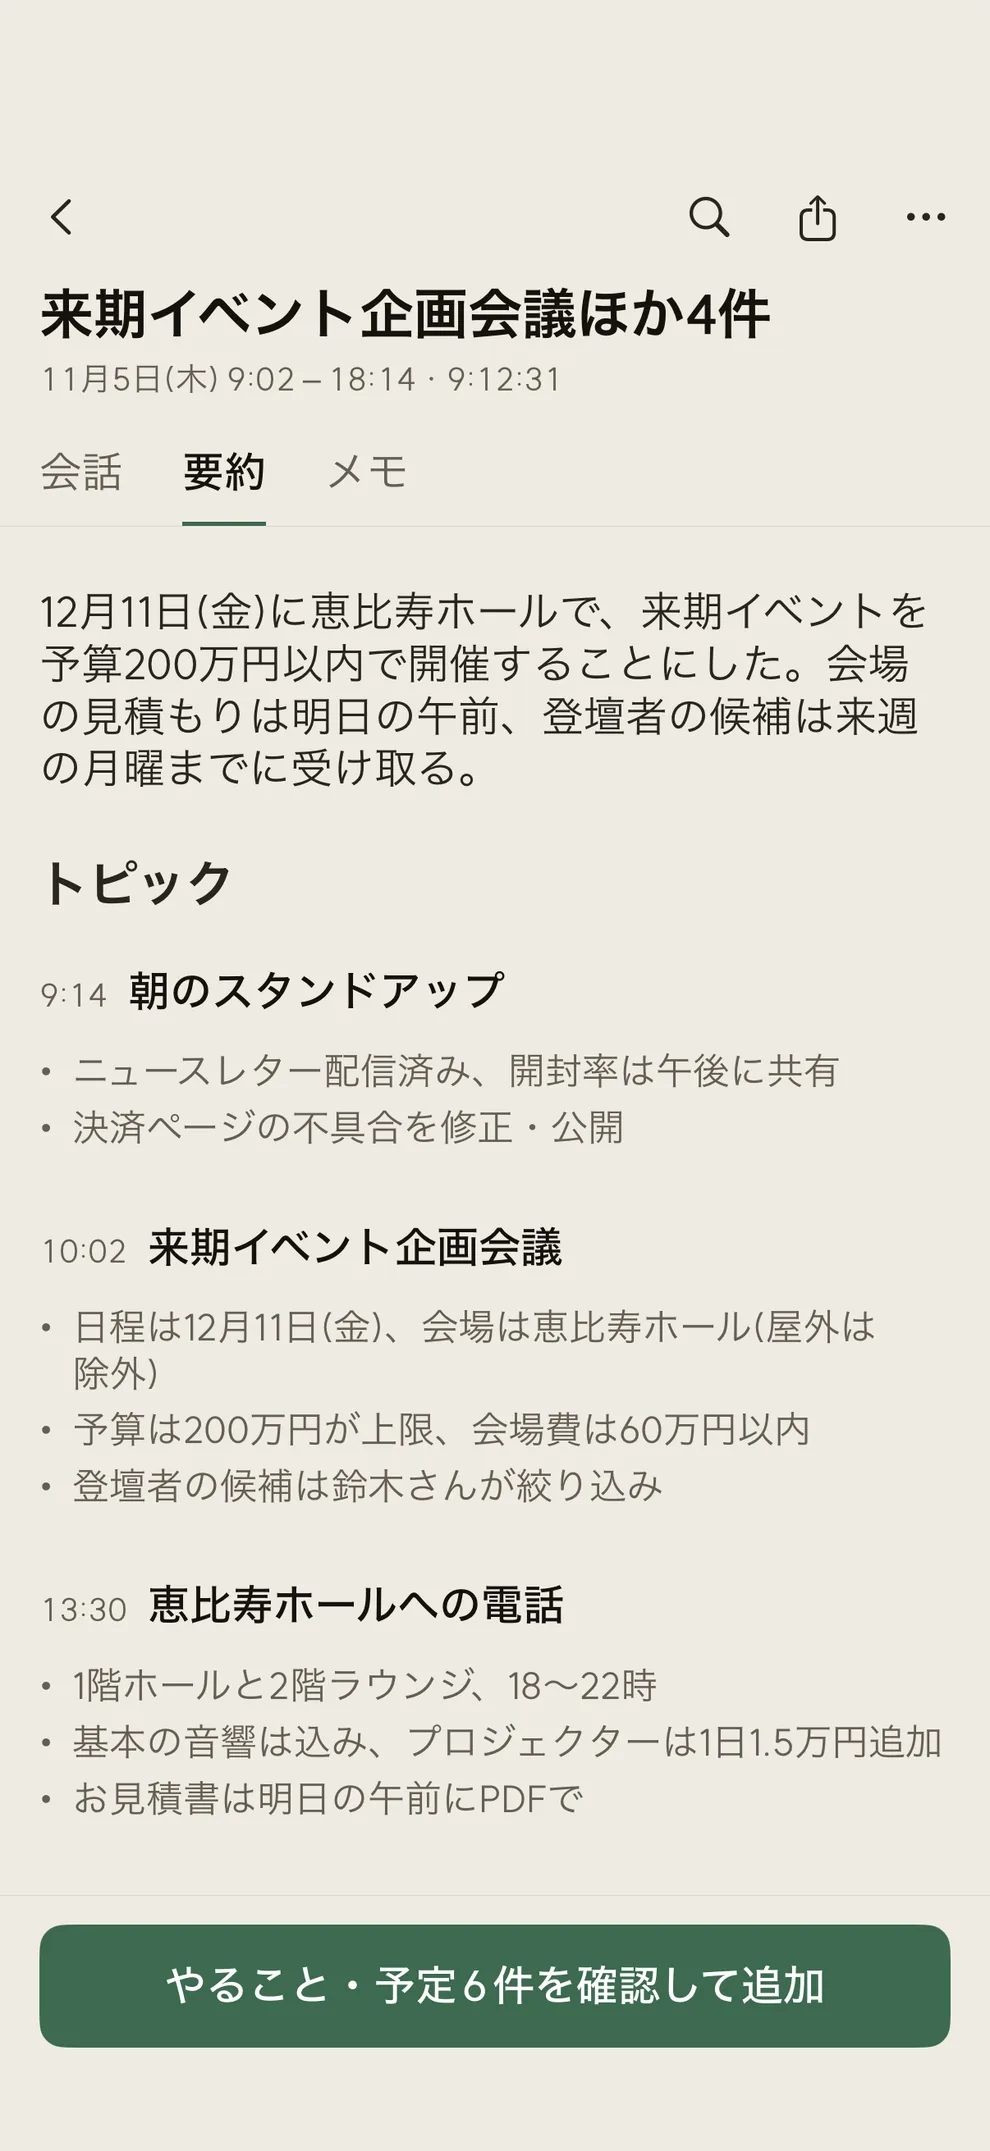 来期イベント企画会議ほか4件
11月5日(木) 9:02 – 18:14 · 9:12:31
会話 要約 メモ
12月11日(金)に恵比寿ホールで、来期イベントを
予算200万円以内で開催することにした。会場
の見積もりは明日の午前、登壇者の候補は来週
の月曜までに受け取る。
トピック
9:14 朝のスタンドアップ
• ニュースレター配信済み、開封率は午後に共有
• 決済ページの不具合を修正・公開
10:02 来期イベント企画会議
• 日程は12月11日(金)、会場は恵比寿ホール(屋外は
除外)
• 予算は200万円が上限、会場費は60万円以内
• 登壇者の候補は鈴木さんが絞り込み
13:30 恵比寿ホールへの電話
• 1階ホールと2階ラウンジ、18〜22時
• 基本の音響は込み、プロジェクターは1日1.5万円追加
• お見積書は明日の午前にPDFで
やること・予定6件を確認して追加